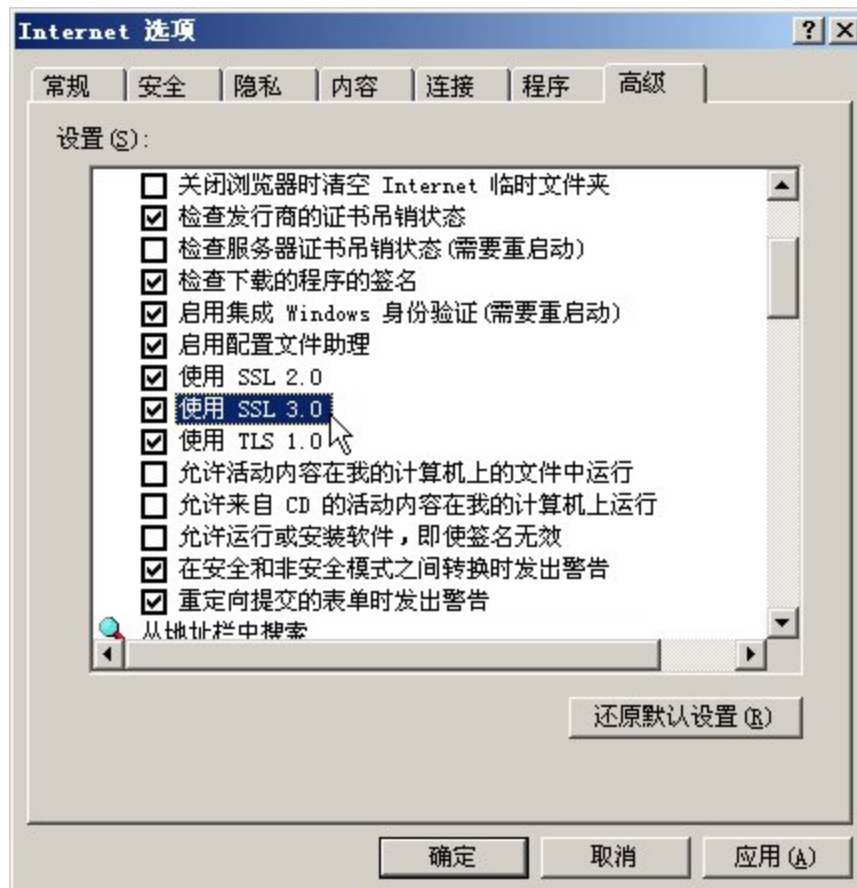 Internet 选项
常规 安全 隐私 内容 连接 程序 高级
设置(S):
关闭浏览器时清空 Internet 临时文件夹
检查发行商的证书吊销状态
检查服务器证书吊销状态(需要重启动)
检查下载的程序的签名
启用集成 Windows 身份验证(需要重启动)
启用配置文件助理
使用 SSL 2.0
使用 SSL 3.0
使用 TLS 1.0
允许活动内容在我的计算机上的文件中运行
允许来自 CD 的活动内容在我的计算机上运行
允许运行或安装软件,即使签名无效
在安全和非安全模式之间转换时发出警告
重定向提交的表单时发出警告
从地址栏中搜索
还原默认设置(R)
确定 取消 应用(A)